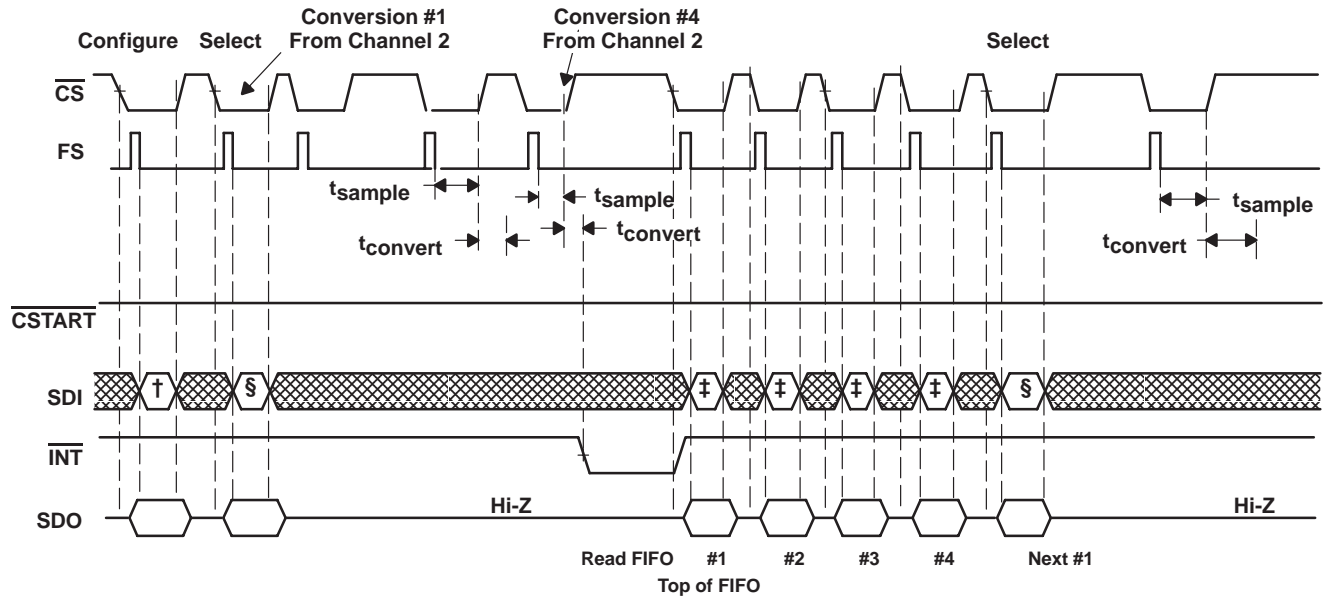 Conversion #1
From Channel 2
Conversion #4
From Channel 2
Configure
Select
Select
CS
FS
tsample
tsample
tsample
tconvert
tconvert
tconvert
CSTART
SDI
†
§
‡
‡
‡
‡
§
INT
Hi-Z
Hi-Z
SDO
Read FIFO
#1
#2
#3
#4
Next #1
Top of FIFO